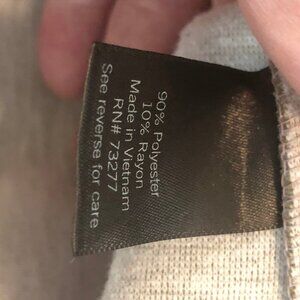 90% Polyester
10% Rayon
Made in Vietnam
RN# 73277
See reverse for care